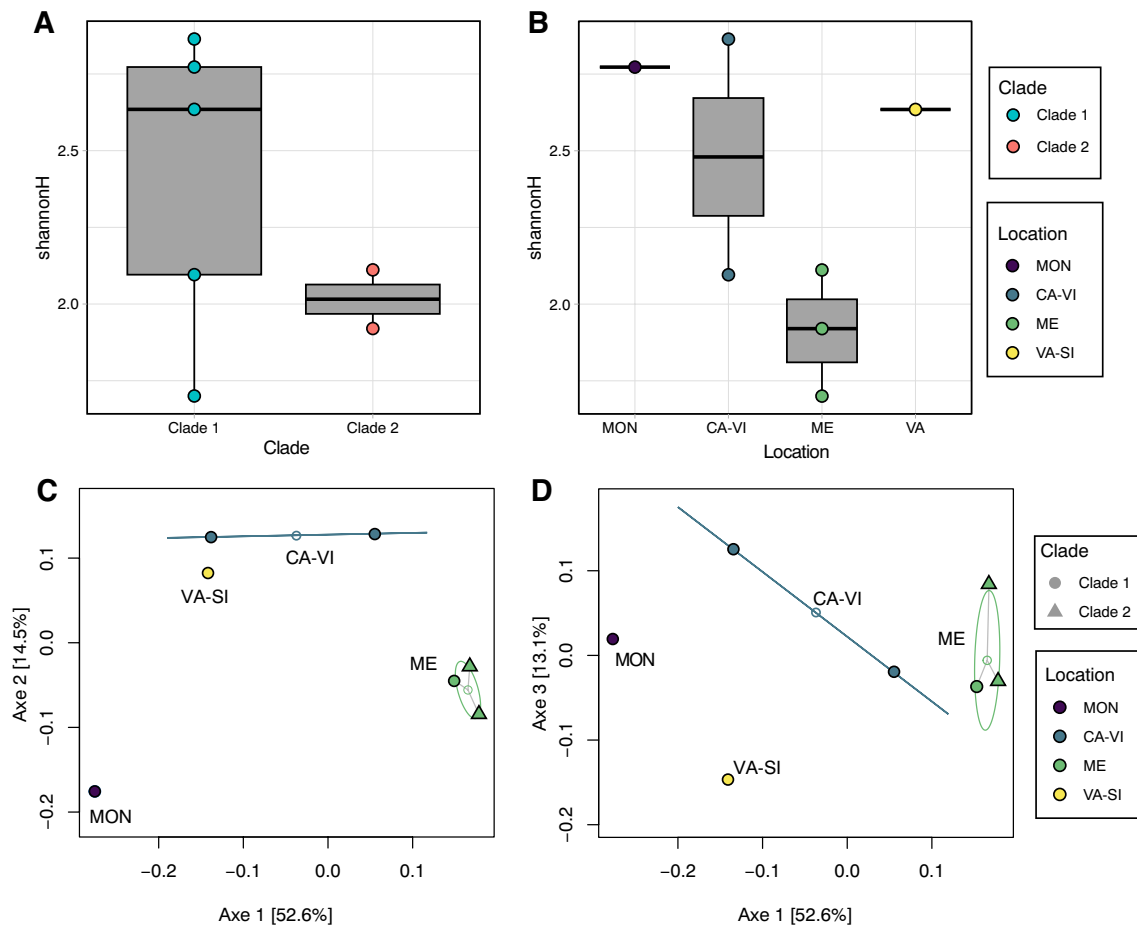 A
shannonH
2.5
2.0
Clade 1
Clade 2
Clade
B
shannonH
2.5
2.0
MON
CA-VI
ME
VA
Location
Clade
Clade 1
Clade 2
Location
MON
CA-VI
ME
VA-SI
C
Axe 2 [14.5%]
0.1
0.0
−0.1
−0.2
CA-VI
VA-SI
ME
MON
−0.2
−0.1
0.0
0.1
Axe 1 [52.6%]
D
Axe 3 [13.1%]
0.1
0.0
−0.1
−0.2
CA-VI
ME
MON
VA-SI
−0.2
−0.1
0.0
0.1
Axe 1 [52.6%]
Clade
Clade 1
Clade 2
Location
MON
CA-VI
ME
VA-SI